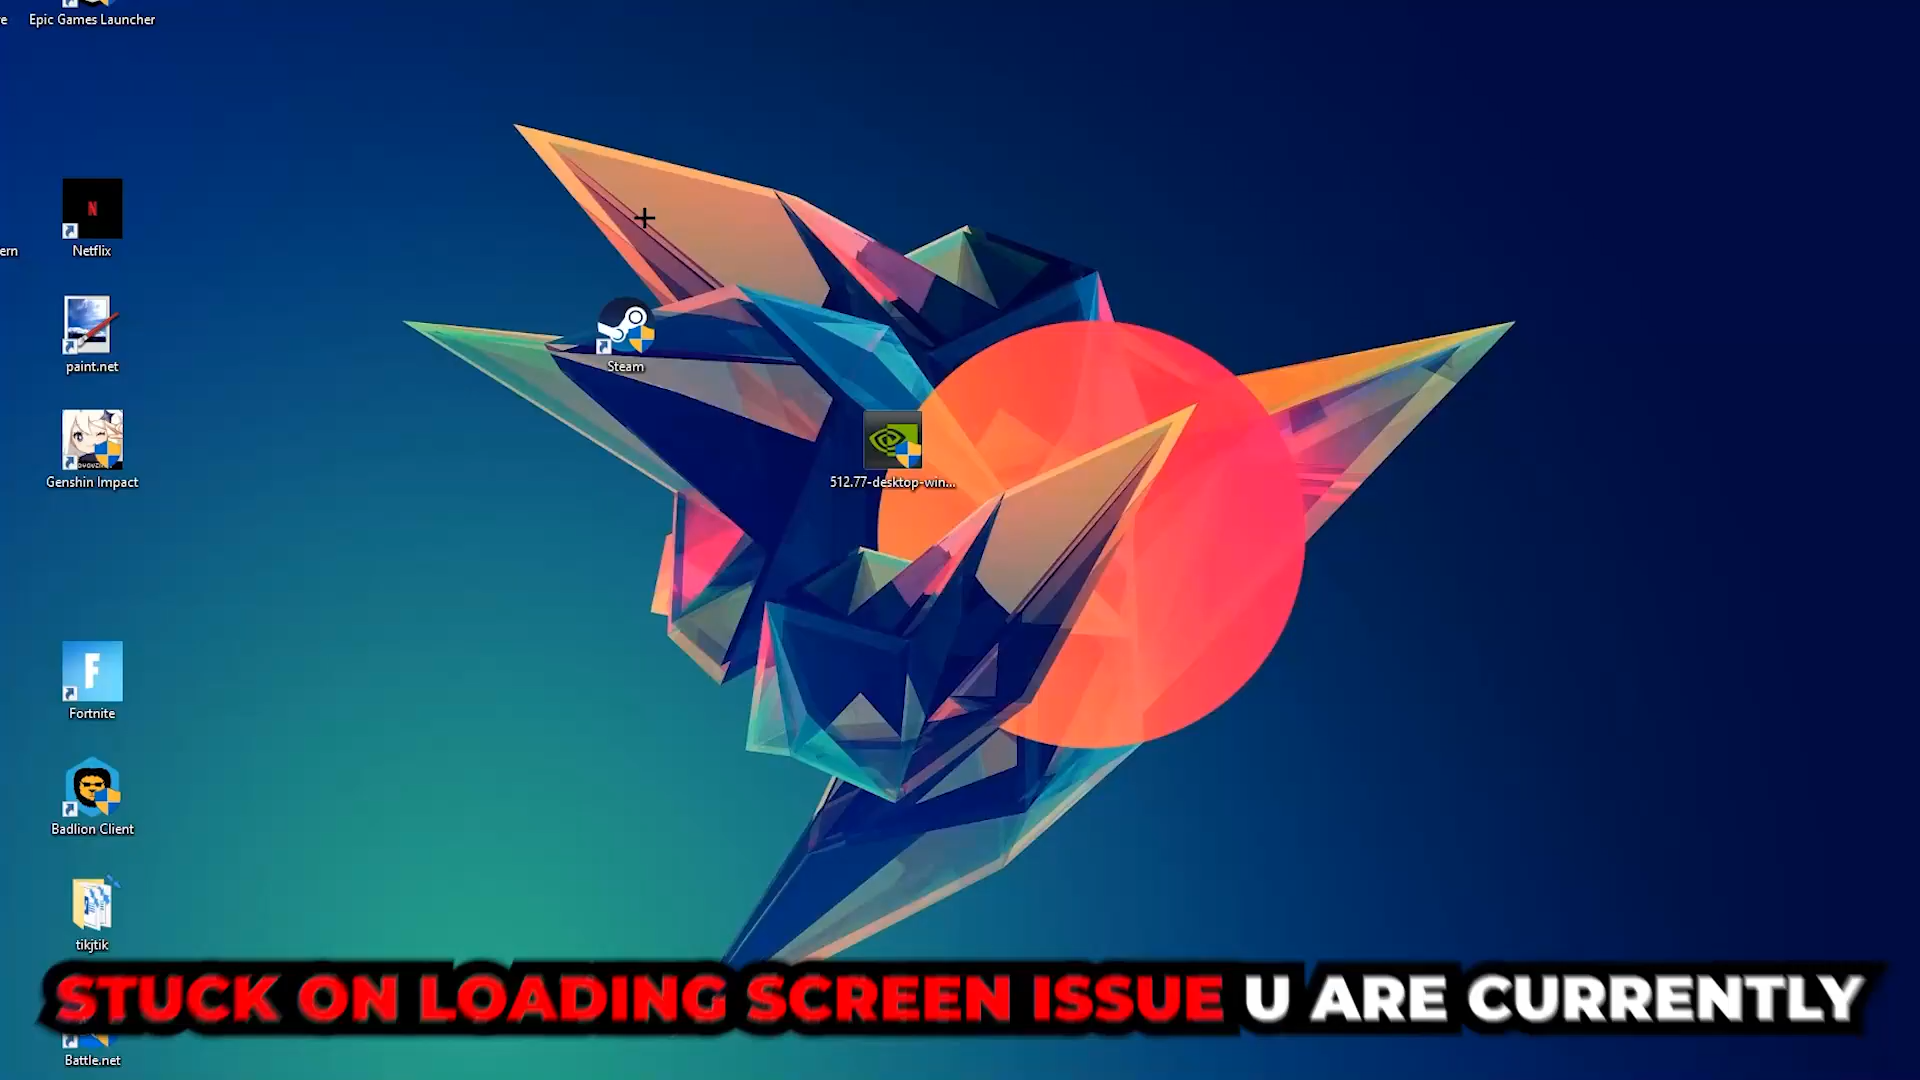 Epic Games Launcher
Netflix
ern
paint.net
Steam
Genshin Impact
512.77-desktop-win...
F
Fortnite
Badlion Client
tikjtik
STUCK ON LOADING SCREEN ISSUE U ARE CURRENTLY
Battle.net